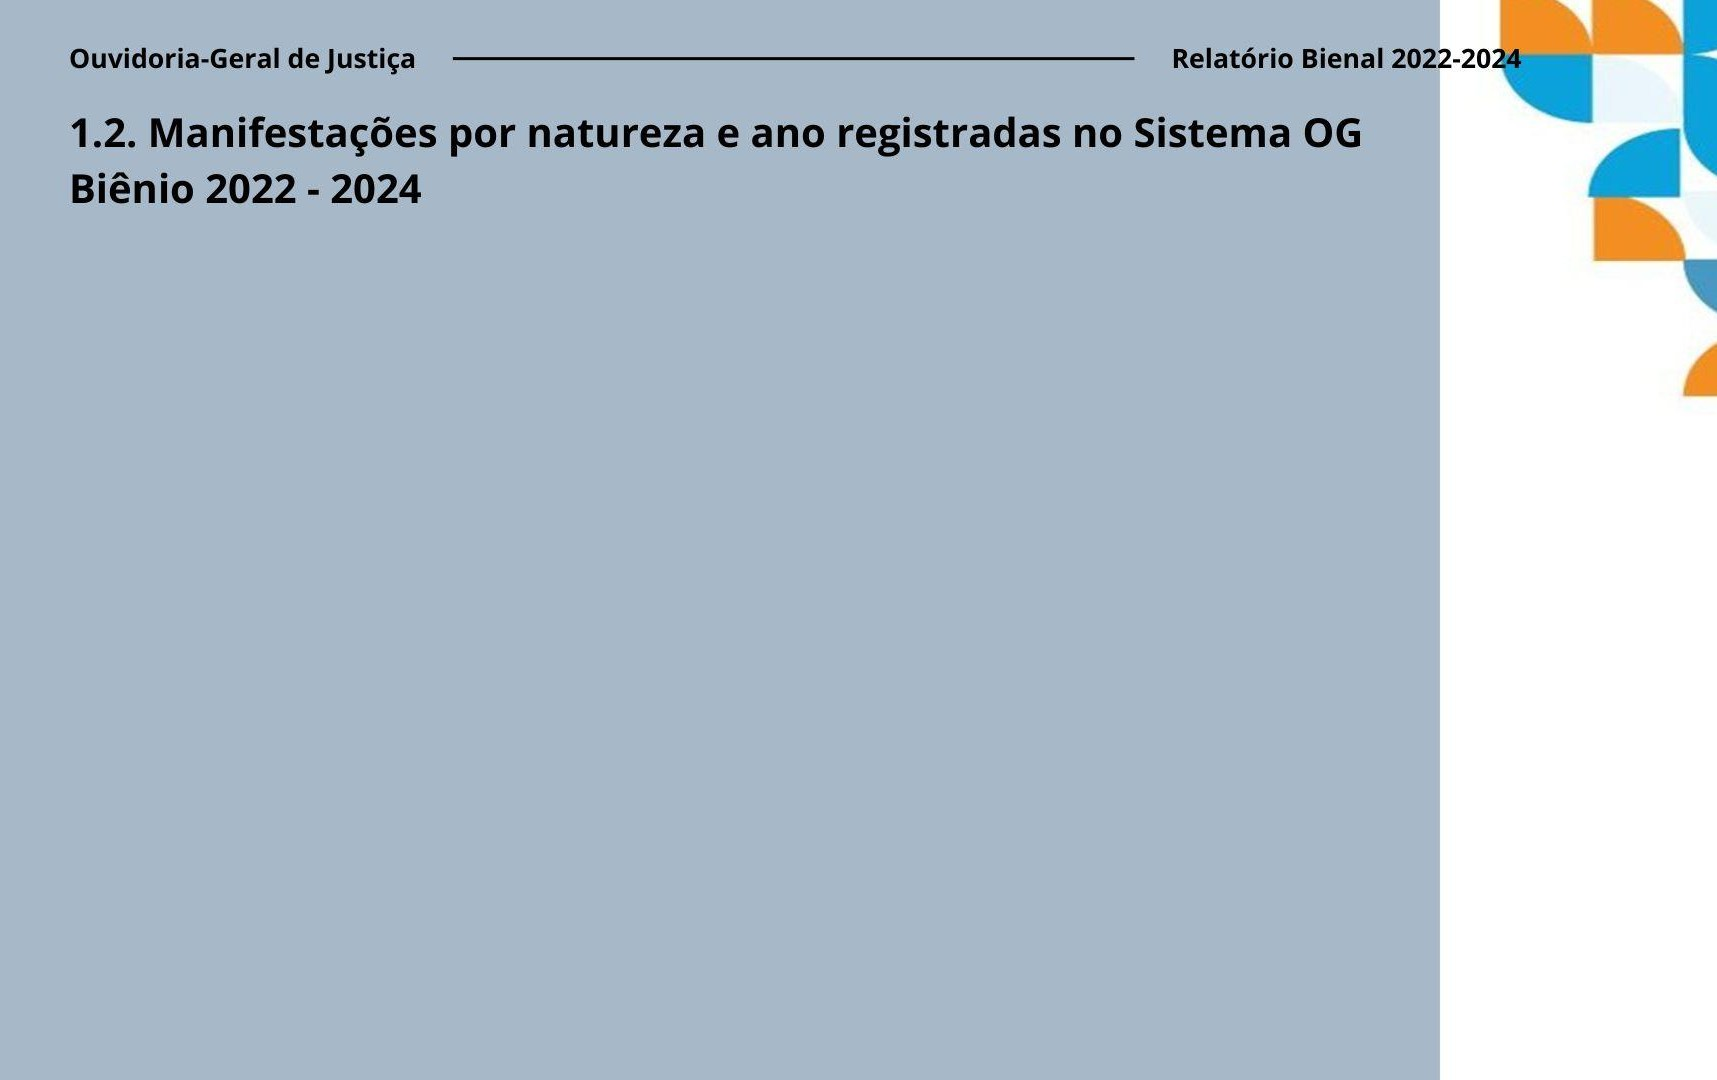 Ouvidoria-Geral de Justiça Relatório Bienal 2022-2024
1.2. Manifestações por natureza e ano registradas no Sistema OG
Biênio 2022 - 2024